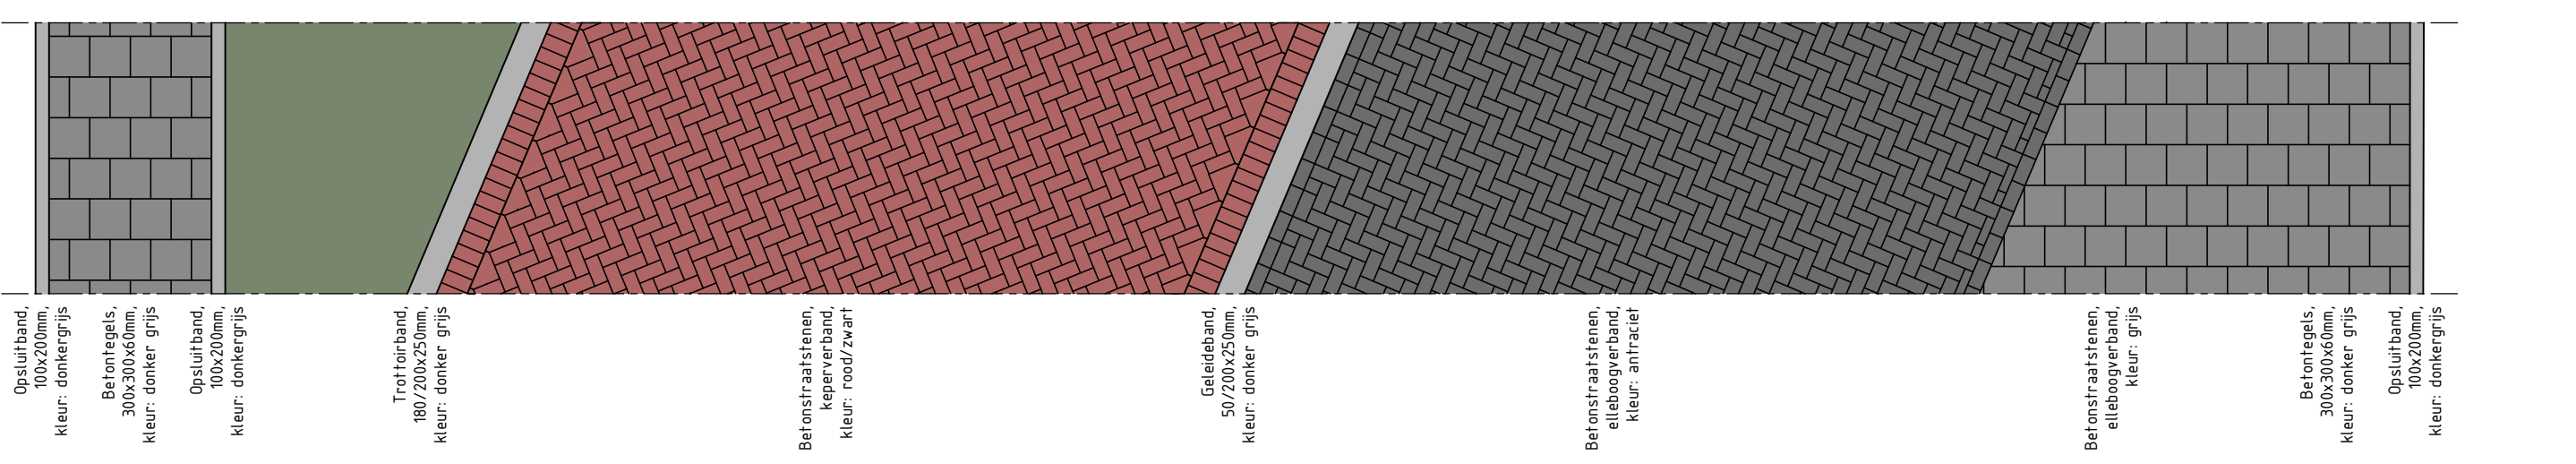 Opsluitband,
100x200mm,
kleur: donkergrijs
Betontegels,
300x300x60mm,
kleur: donker grijs
Opsluitband,
100x200mm,
kleur: donkergrijs
Trottoirband,
180/200x250mm,
kleur: donker grijs
Betonstraatstenen,
keperverband,
kleur: rood/zwart
Geleideband,
50/200x250mm,
kleur: donker grijs
Betonstraatstenen,
elleboogverband,
kleur: antraciet
Betonstraatstenen,
elleboogverband,
kleur: grijs
Betontegels,
300x300x60mm,
kleur: donker grijs
Opsluitband,
100x200mm,
kleur: donkergrijs